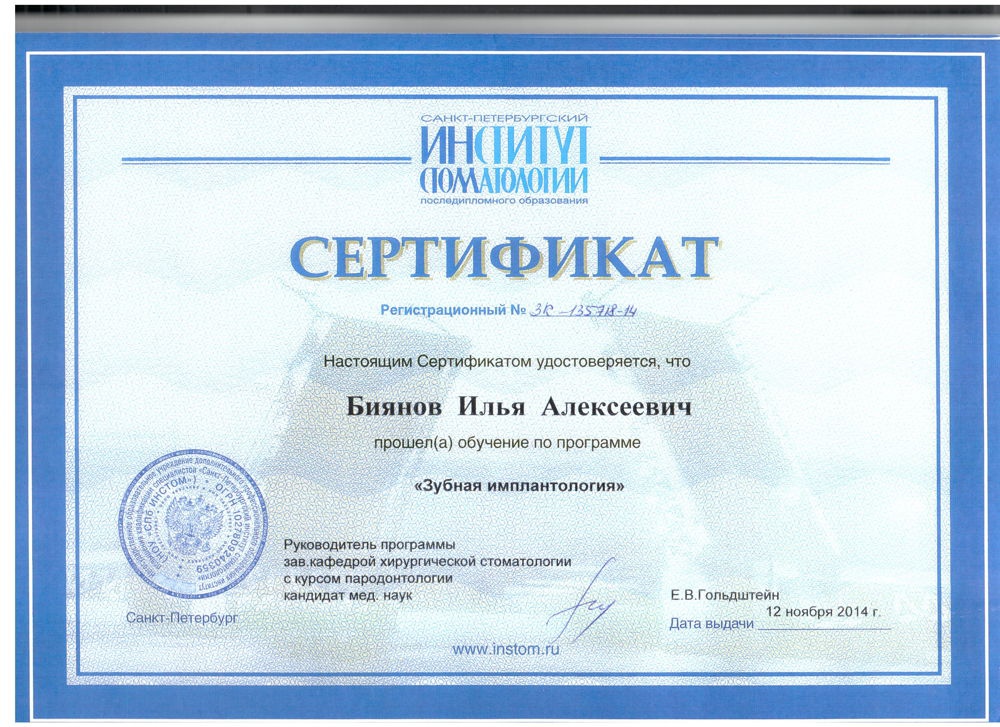 САНКТ-ПЕТЕРБУРГСКИЙ
ИНСТИТУТ
СТОМАТОЛОГИИ
последипломного образования
СЕРТИФИКАТ
Регистрационный № ЗК-135718-14
Настоящим Сертификатом удостоверяется, что
Биянов Илья Алексеевич
прошел(а) обучение по программе
«Зубная имплантология»
(НОУ «СПб ИНСТОМ») • ОГРН 1027809240359
Руководитель программы
зав.кафедрой хирургической стоматологии
с курсом пародонтологии
кандидат мед. наук
Е.В.Гольдштейн
12 ноября 2014 г.
Дата выдачи
Санкт-Петербург
www.instom.ru